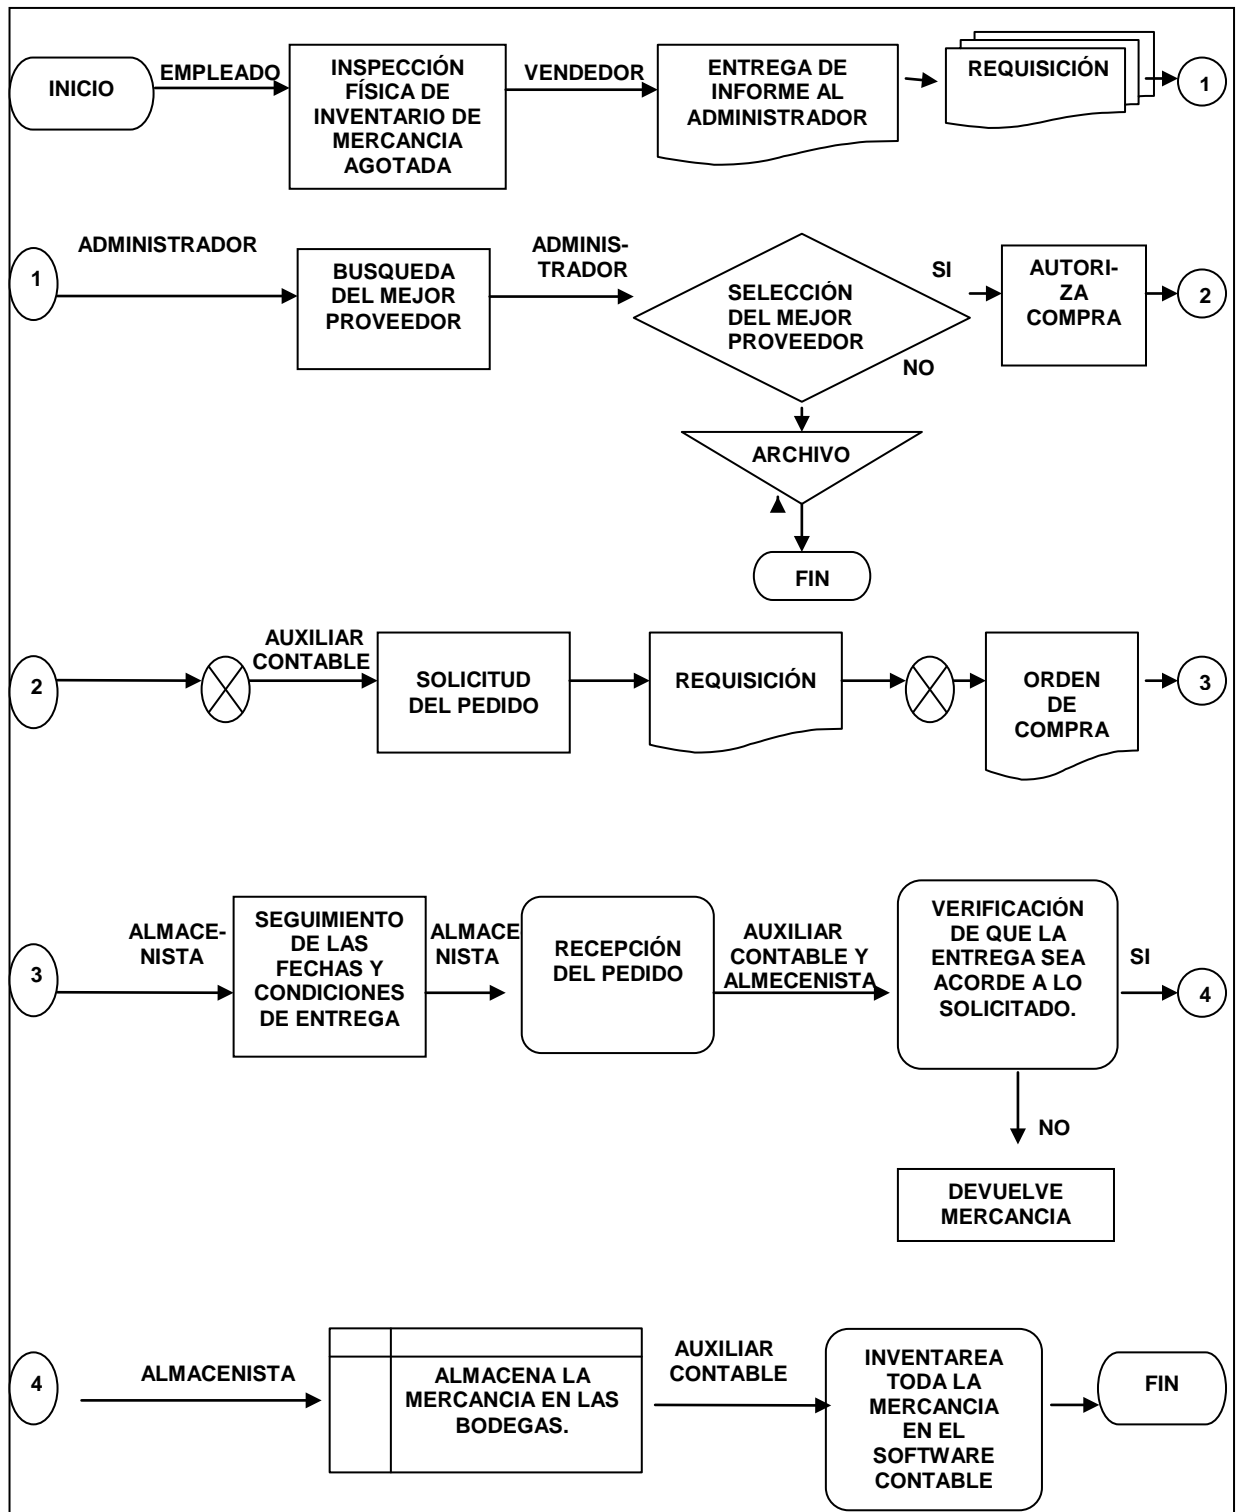 INICIO
EMPLEADO
INSPECCIÓN
FÍSICA DE
INVENTARIO DE
MERCANCIA
AGOTADA
VENDEDOR
ENTREGA DE
INFORME AL
ADMINISTRADOR
REQUISICIÓN
1
1
ADMINISTRADOR
BUSQUEDA
DEL MEJOR
PROVEEDOR
ADMINIS-
TRADOR
SELECCIÓN
DEL MEJOR
PROVEEDOR
SI
NO
AUTORI-
ZA
COMPRA
2
ARCHIVO
FIN
2
AUXILIAR
CONTABLE
SOLICITUD
DEL PEDIDO
REQUISICIÓN
ORDEN
DE
COMPRA
3
3
ALMACE-
NISTA
SEGUIMIENTO
DE LAS
FECHAS Y
CONDICIONES
DE ENTREGA
ALMACE
NISTA
RECEPCIÓN
DEL PEDIDO
AUXILIAR
CONTABLE Y
ALMECENISTA
VERIFICACIÓN
DE QUE LA
ENTREGA SEA
ACORDE A LO
SOLICITADO.
SI
4
NO
DEVUELVE
MERCANCIA
4
ALMACENISTA
ALMACENA LA
MERCANCIA EN LAS
BODEGAS.
AUXILIAR
CONTABLE
INVENTAREA
TODA LA
MERCANCIA
EN EL
SOFTWARE
CONTABLE
FIN